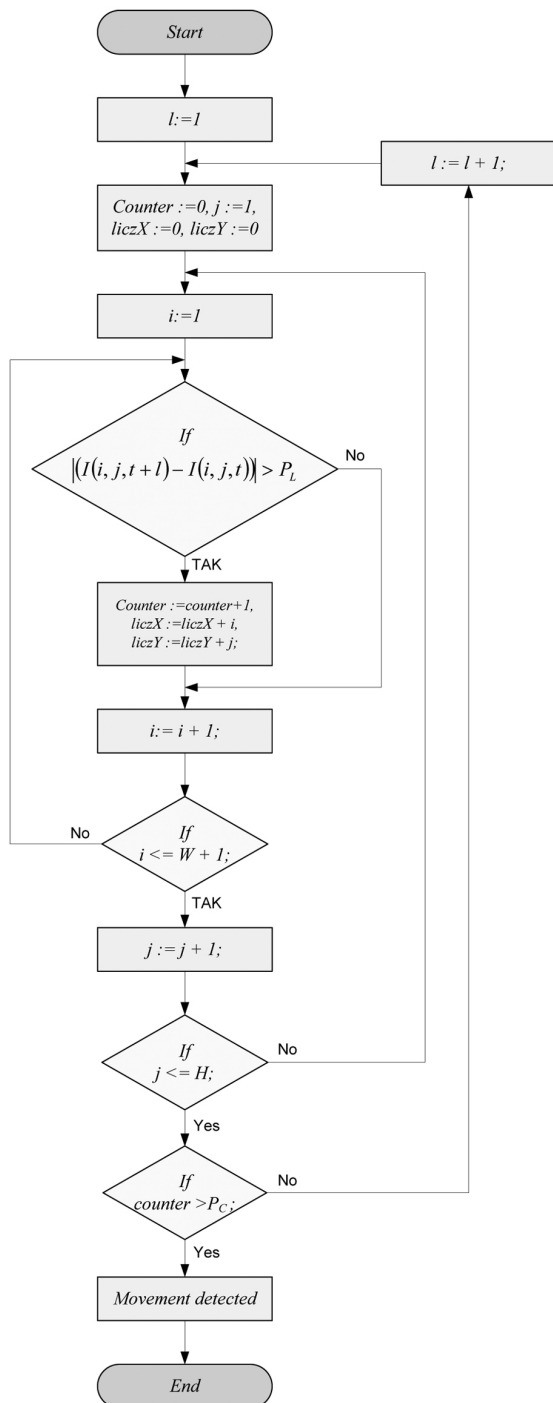 Start
l:=1
l := l + 1;
Counter :=0, j :=1,
liczX :=0, liczY :=0
i:=1
If
|(I(i, j, t + l) − I(i, j, t))| > P_L
No
TAK
Counter :=counter+1,
liczX :=liczX + i,
liczY :=liczY + j;
i:= i + 1;
If
i <= W + 1;
No
TAK
j := j + 1;
If
j <= H;
No
Yes
If
counter >P_C;
No
Yes
Movement detected
End